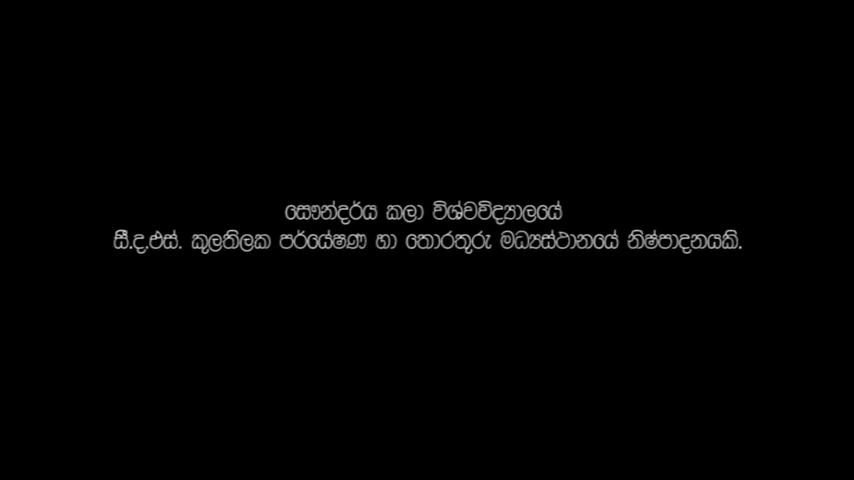 සෞන්දර්ය කලා විශ්වවිද්‍යාලයේ
සී.ද.එස්. කුලතිලක පර්යේෂණ හා තොරතුරු මධ්‍යස්ථානයේ නිෂ්පාදනයකි.